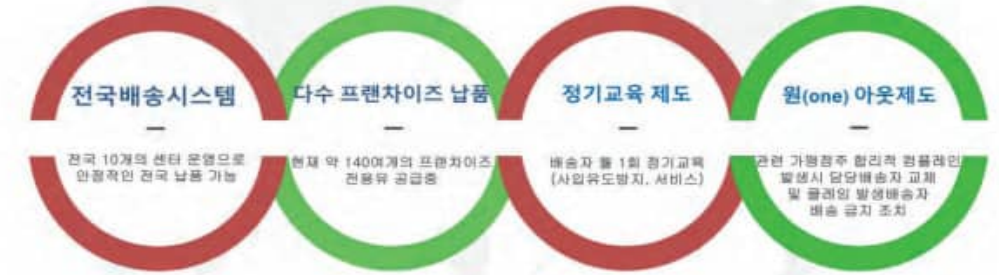 전국배송시스템
전국 10개의 센터 운영으로
안정적인 전국 납품 가능
다수 프랜차이즈 납품
현재 약 140여개의 프랜차이즈
전용유 공급중
정기교육 제도
배송자 월 1회 정기교육
(사입유도방지, 서비스)
원(one) 아웃제도
관련 가맹점주 합리적 컴플레인
발생시 담당배송자 교체
및 클레임 발생배송자
배송 금지 조치